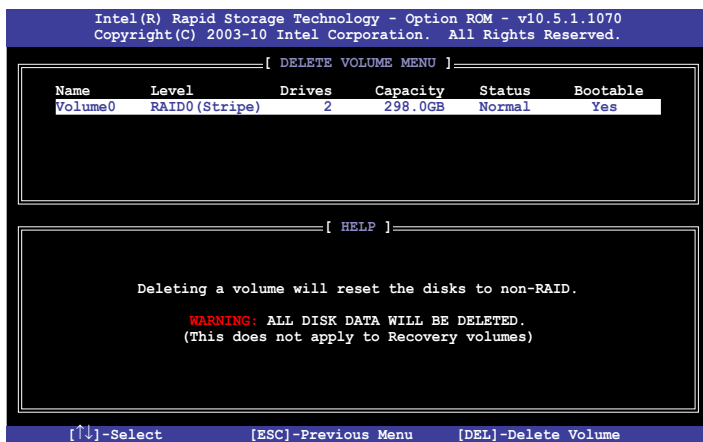 Intel(R) Rapid Storage Technology - Option ROM - v10.5.1.1070
Copyright(C) 2003-10 Intel Corporation. All Rights Reserved.
[ DELETE VOLUME MENU ]
Name Level Drives Capacity Status Bootable
Volume0 RAID0(Stripe) 2 298.0GB Normal Yes
[ HELP ]
Deleting a volume will reset the disks to non-RAID.
WARNING: ALL DISK DATA WILL BE DELETED.
(This does not apply to Recovery volumes)
[↑↓]-Select [ESC]-Previous Menu [DEL]-Delete Volume